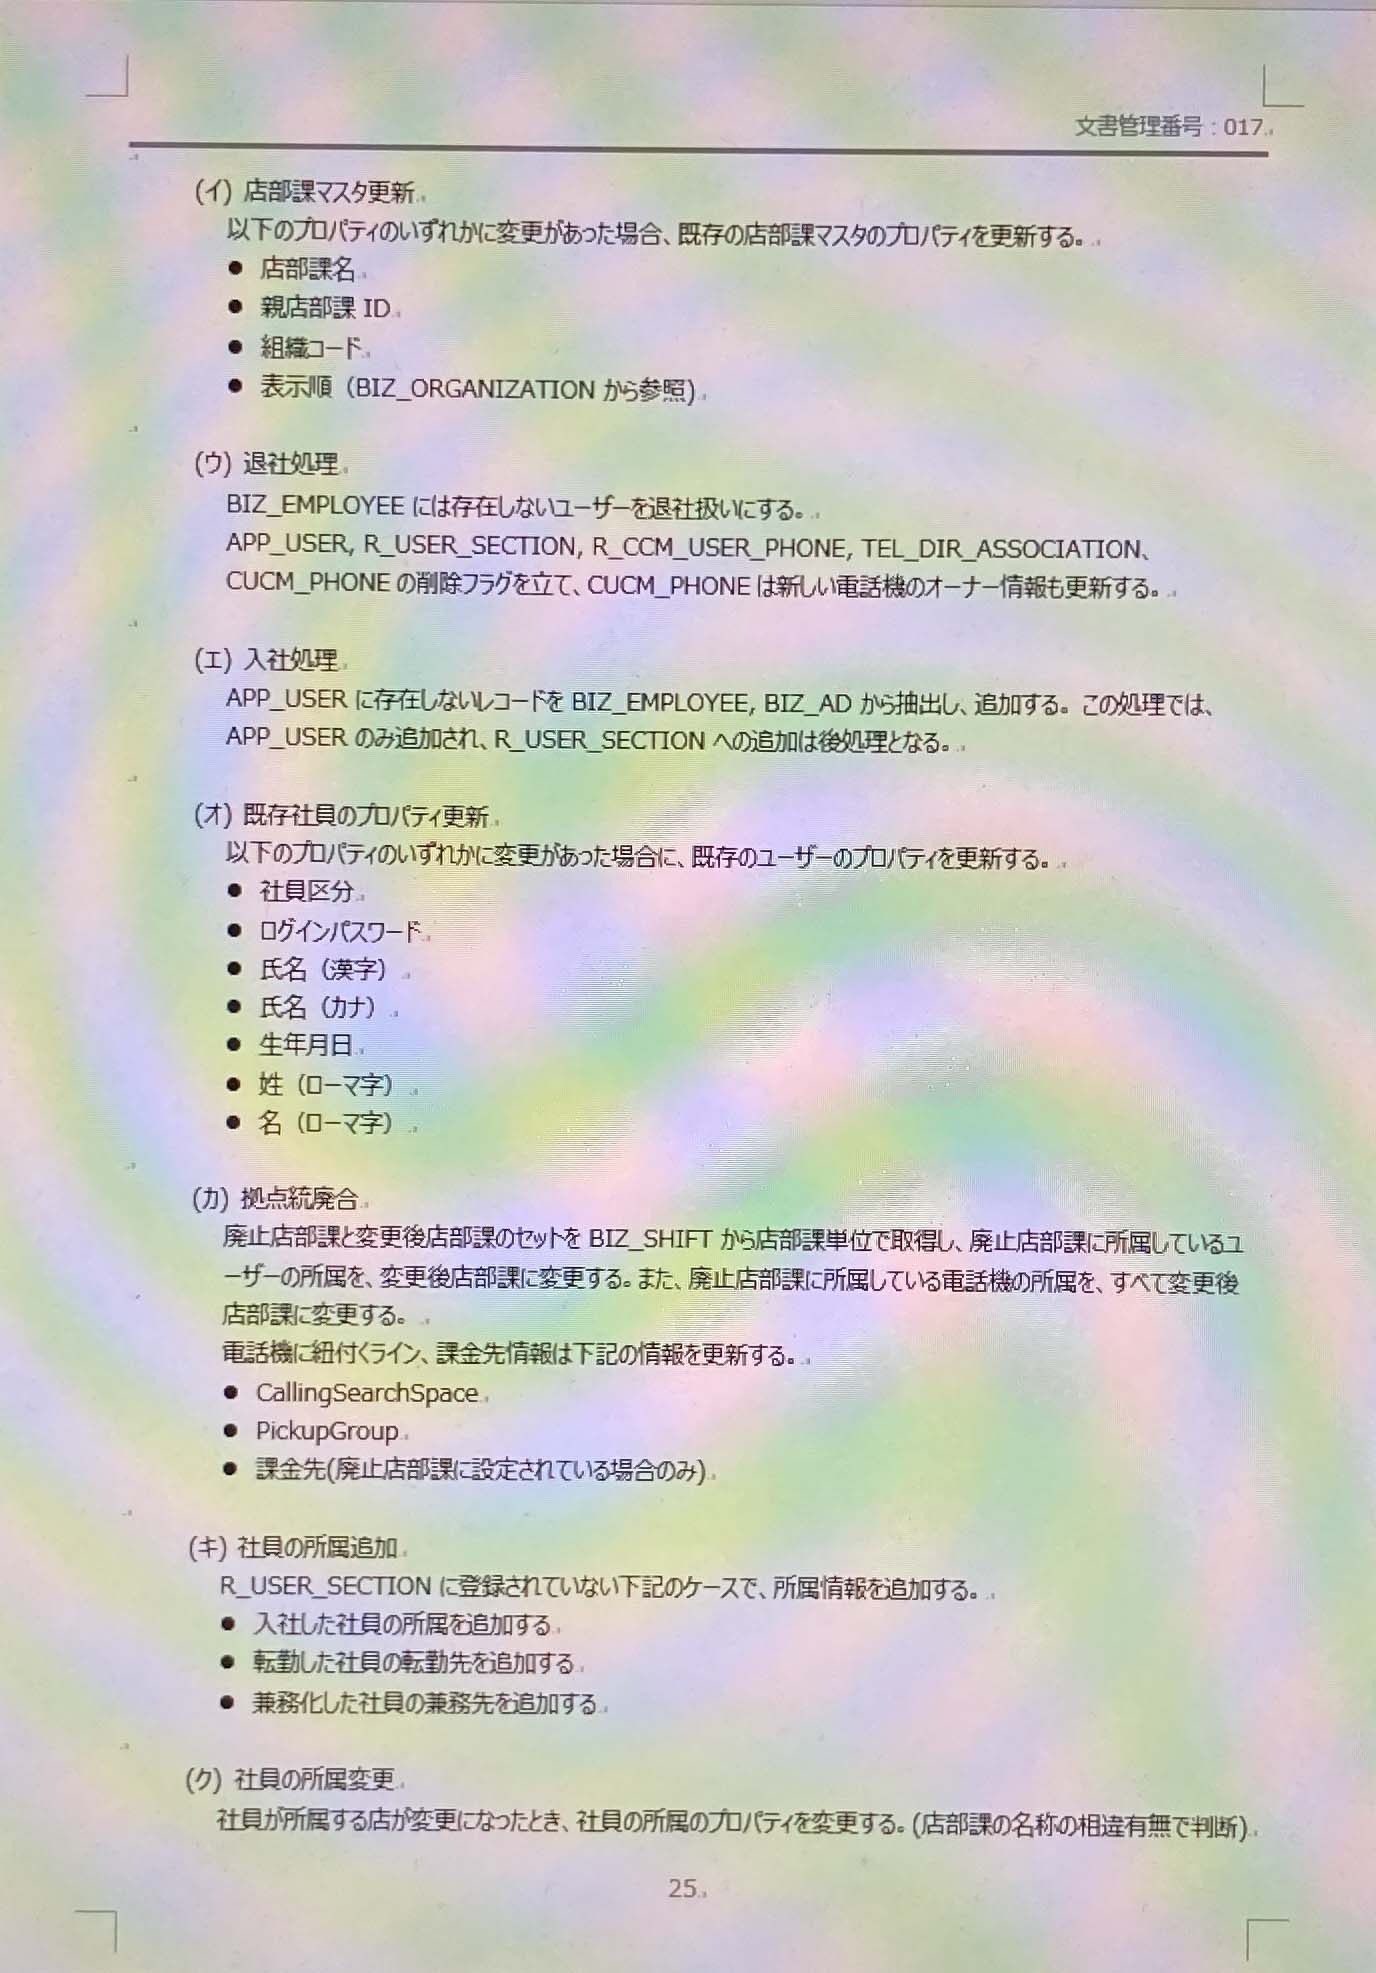 文書管理番号：017
(イ) 店部課マスタ更新
以下のプロパティのいずれかに変更があった場合、既存の店部課マスタのプロパティを更新する。
● 店部課名
● 親店部課 ID
● 組織コード
● 表示順（BIZ_ORGANIZATION から参照)
(ウ) 退社処理
BIZ_EMPLOYEE には存在しないユーザーを退社扱いにする。
APP_USER, R_USER_SECTION, R_CCM_USER_PHONE, TEL_DIR_ASSOCIATION、
CUCM_PHONE の削除フラグを立て、CUCM_PHONE は新しい電話機のオーナー情報も更新する。
(エ) 入社処理
APP_USER に存在しないレコードを BIZ_EMPLOYEE, BIZ_AD から抽出し、追加する。この処理では、
APP_USER のみ追加され、R_USER_SECTION への追加は後処理となる。
(オ) 既存社員のプロパティ更新
以下のプロパティのいずれかに変更があった場合に、既存のユーザーのプロパティを更新する。
● 社員区分
● ログインパスワード
● 氏名（漢字）
● 氏名（カナ）
● 生年月日
● 姓（ローマ字）
● 名（ローマ字）
(カ) 拠点統廃合
廃止店部課と変更後店部課のセットを BIZ_SHIFT から店部課単位で取得し、廃止店部課に所属しているユ
ーザーの所属を、変更後店部課に変更する。また、廃止店部課に所属している電話機の所属を、すべて変更後
店部課に変更する。
電話機に紐付くライン、課金先情報は下記の情報を更新する。
● CallingSearchSpace
● PickupGroup
● 課金先(廃止店部課に設定されている場合のみ)
(キ) 社員の所属追加
R_USER_SECTION に登録されていない下記のケースで、所属情報を追加する。
● 入社した社員の所属を追加する
● 転勤した社員の転勤先を追加する
● 兼務化した社員の兼務先を追加する
(ク) 社員の所属変更
社員が所属する店が変更になったとき、社員の所属のプロパティを変更する。(店部課の名称の相違有無で判断)
25